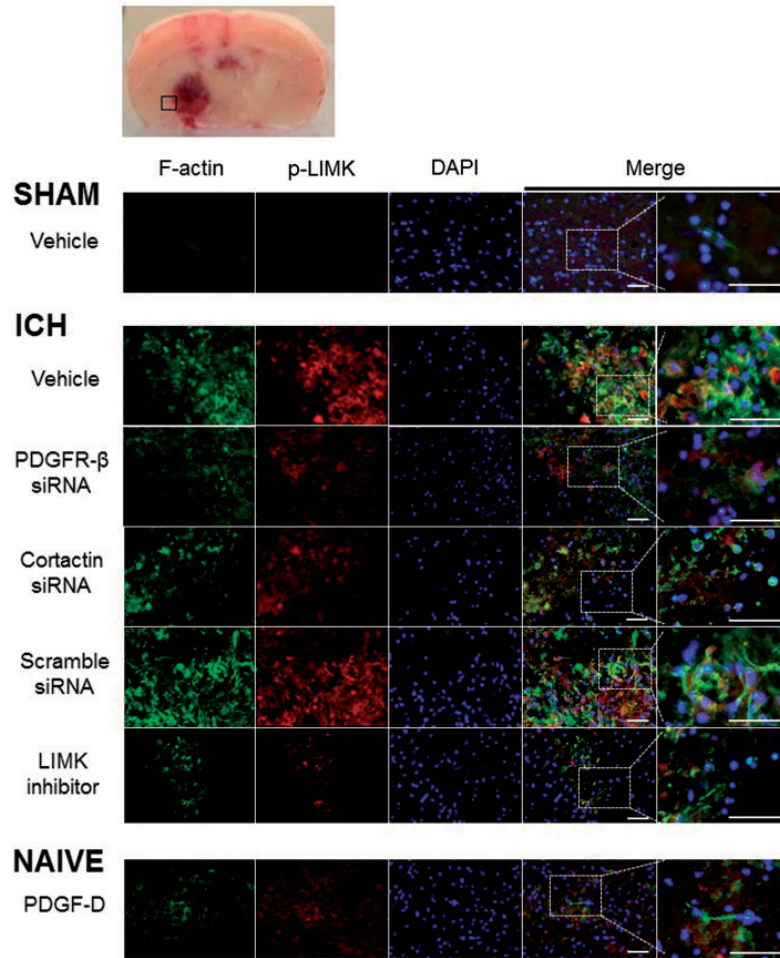 F-actin p-LIMK DAPI Merge
SHAM
Vehicle
ICH
Vehicle
PDGFR-β
siRNA
Cortactin
siRNA
Scramble
siRNA
LIMK
inhibitor
NAIVE
PDGF-D